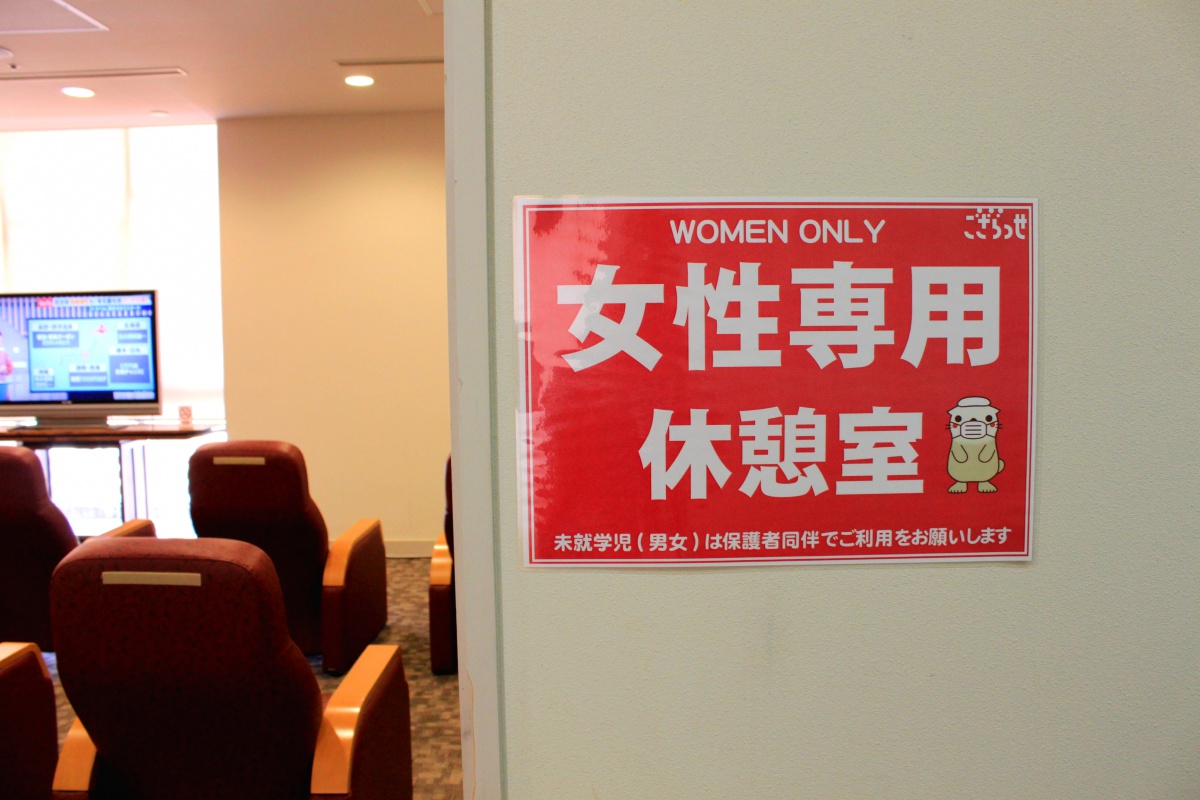 WOMEN ONLY
ござらっせ
女性専用
休憩室
未就学児(男女)は保護者同伴でご利用をお願いします